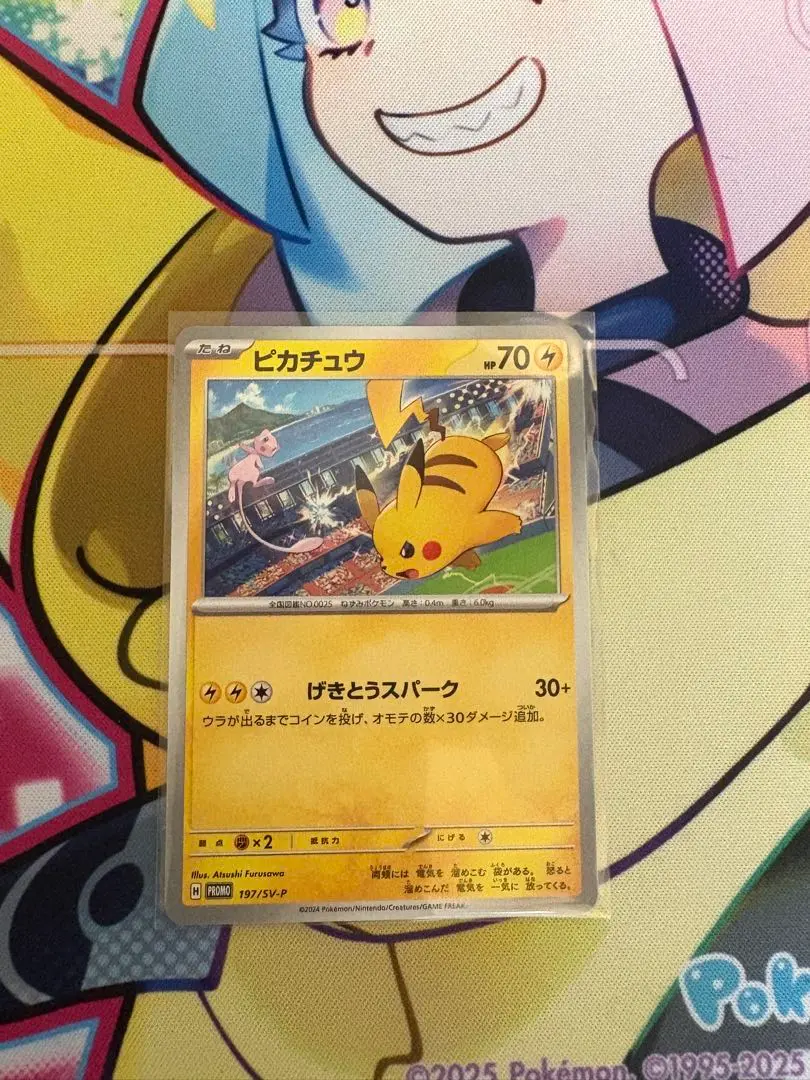 たね ピカチュウ HP70
全国図鑑NO.0025 ねずみポケモン 高さ:0.4m 重さ:6.0kg
げきとうスパーク 30+
ウラが出るまでコインを投げ、オモテの数×30ダメージ追加。
弱点 ×2 抵抗力 にげる
Illus. Atsushi Furusawa
両頬には 電気を 溜めこむ 袋がある。 怒ると
溜めこんだ 電気を 一気に 放ってくる。
H PROMO 197/SV-P
©2024 Pokémon/Nintendo/Creatures/GAME FREAK.
Pok
©2025 Pokémon. ©1995-2025